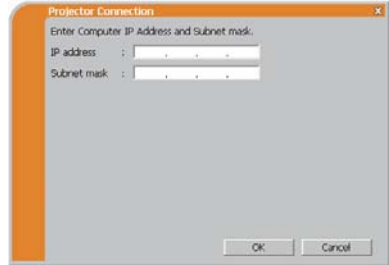 Projector Connection
Enter Computer IP Address and Subnet mask.
IP address : . . .
Subnet mask : . . .
OK Cancel